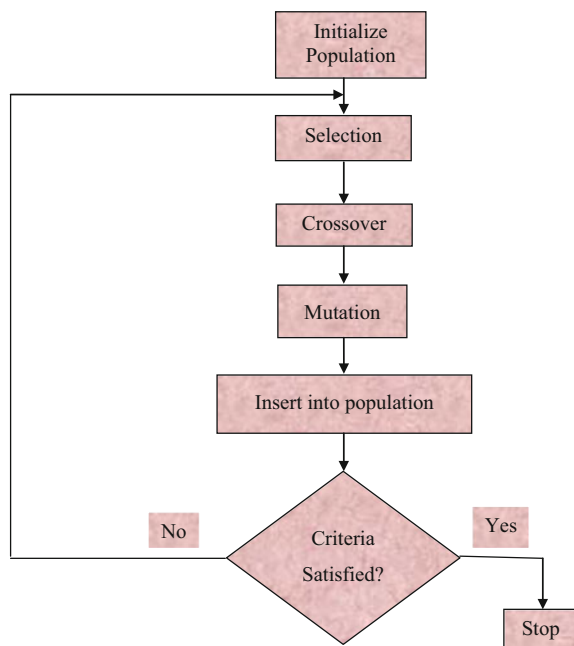 Initialize
Population
Selection
Crossover
Mutation
Insert into population
No
Criteria
Satisfied?
Yes
Stop